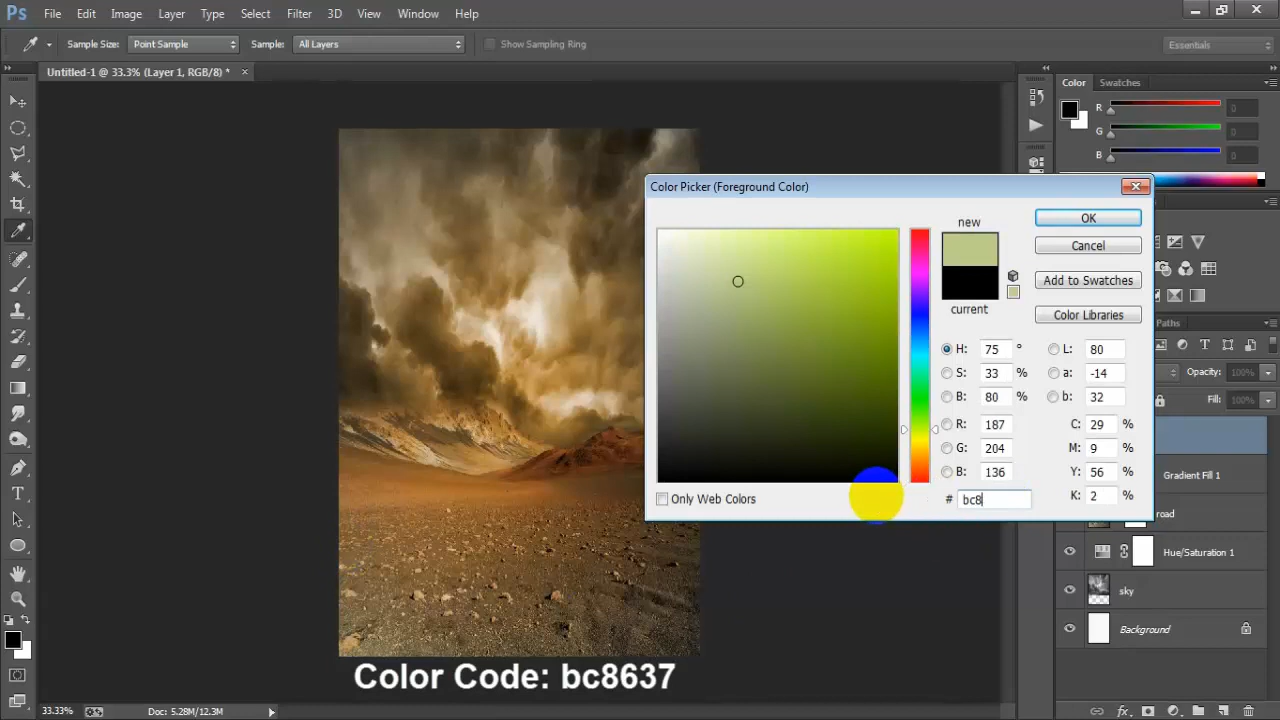 Ps File Edit Image Layer Type Select Filter 3D View Window Help
Sample Size: Point Sample Sample: All Layers Show Sampling Ring Essentials
Untitled-1 @ 33.3% (Layer 1, RGB/8) * ×
Color Swatches
R 0
G 0
B 0
Color Picker (Foreground Color)
new
current
OK
Cancel
Add to Swatches
Color Libraries
H: 75 ° L: 80
S: 33 % a: -14
B: 80 % b: 32
R: 187 C: 29 %
G: 204 M: 9 %
B: 136 Y: 56 %
# bc8 K: 2 %
Only Web Colors
Paths
Opacity: 100%
Fill: 100%
Gradient Fill 1
road
Hue/Saturation 1
sky
Background
Color Code: bc8637
33.33% Doc: 5.28M/12.3M
fx